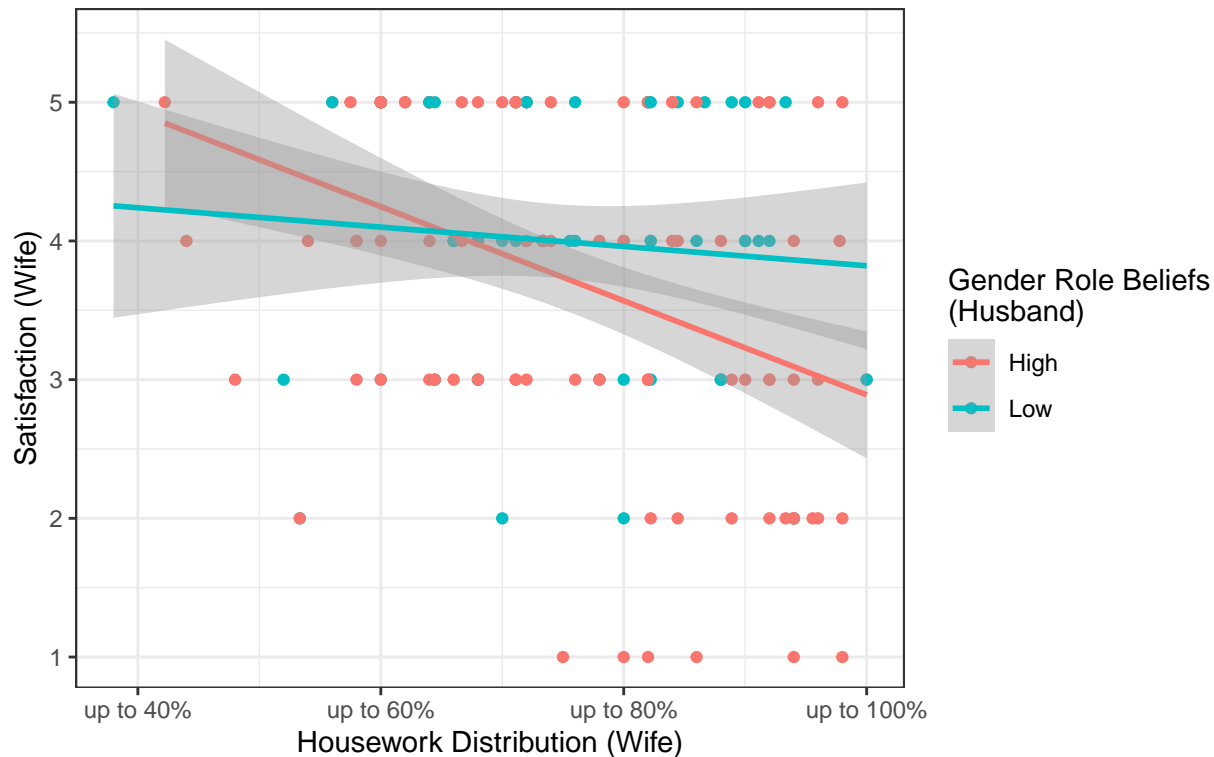 5
4
3
2
1
Satisfaction (Wife)
up to 40%
up to 60%
up to 80%
up to 100%
Housework Distribution (Wife)
Gender Role Beliefs
(Husband)
High
Low